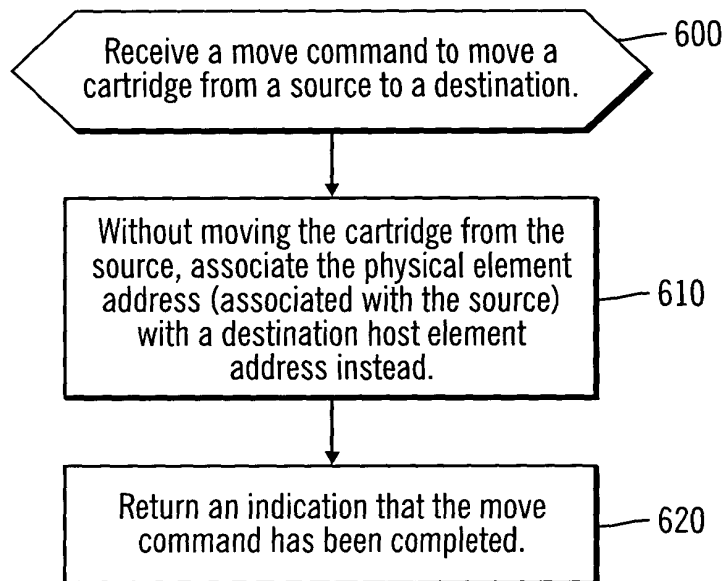 Receive a move command to move a
cartridge from a source to a destination.
600
Without moving the cartridge from the
source, associate the physical element
address (associated with the source)
with a destination host element
address instead.
610
Return an indication that the move
command has been completed.
620